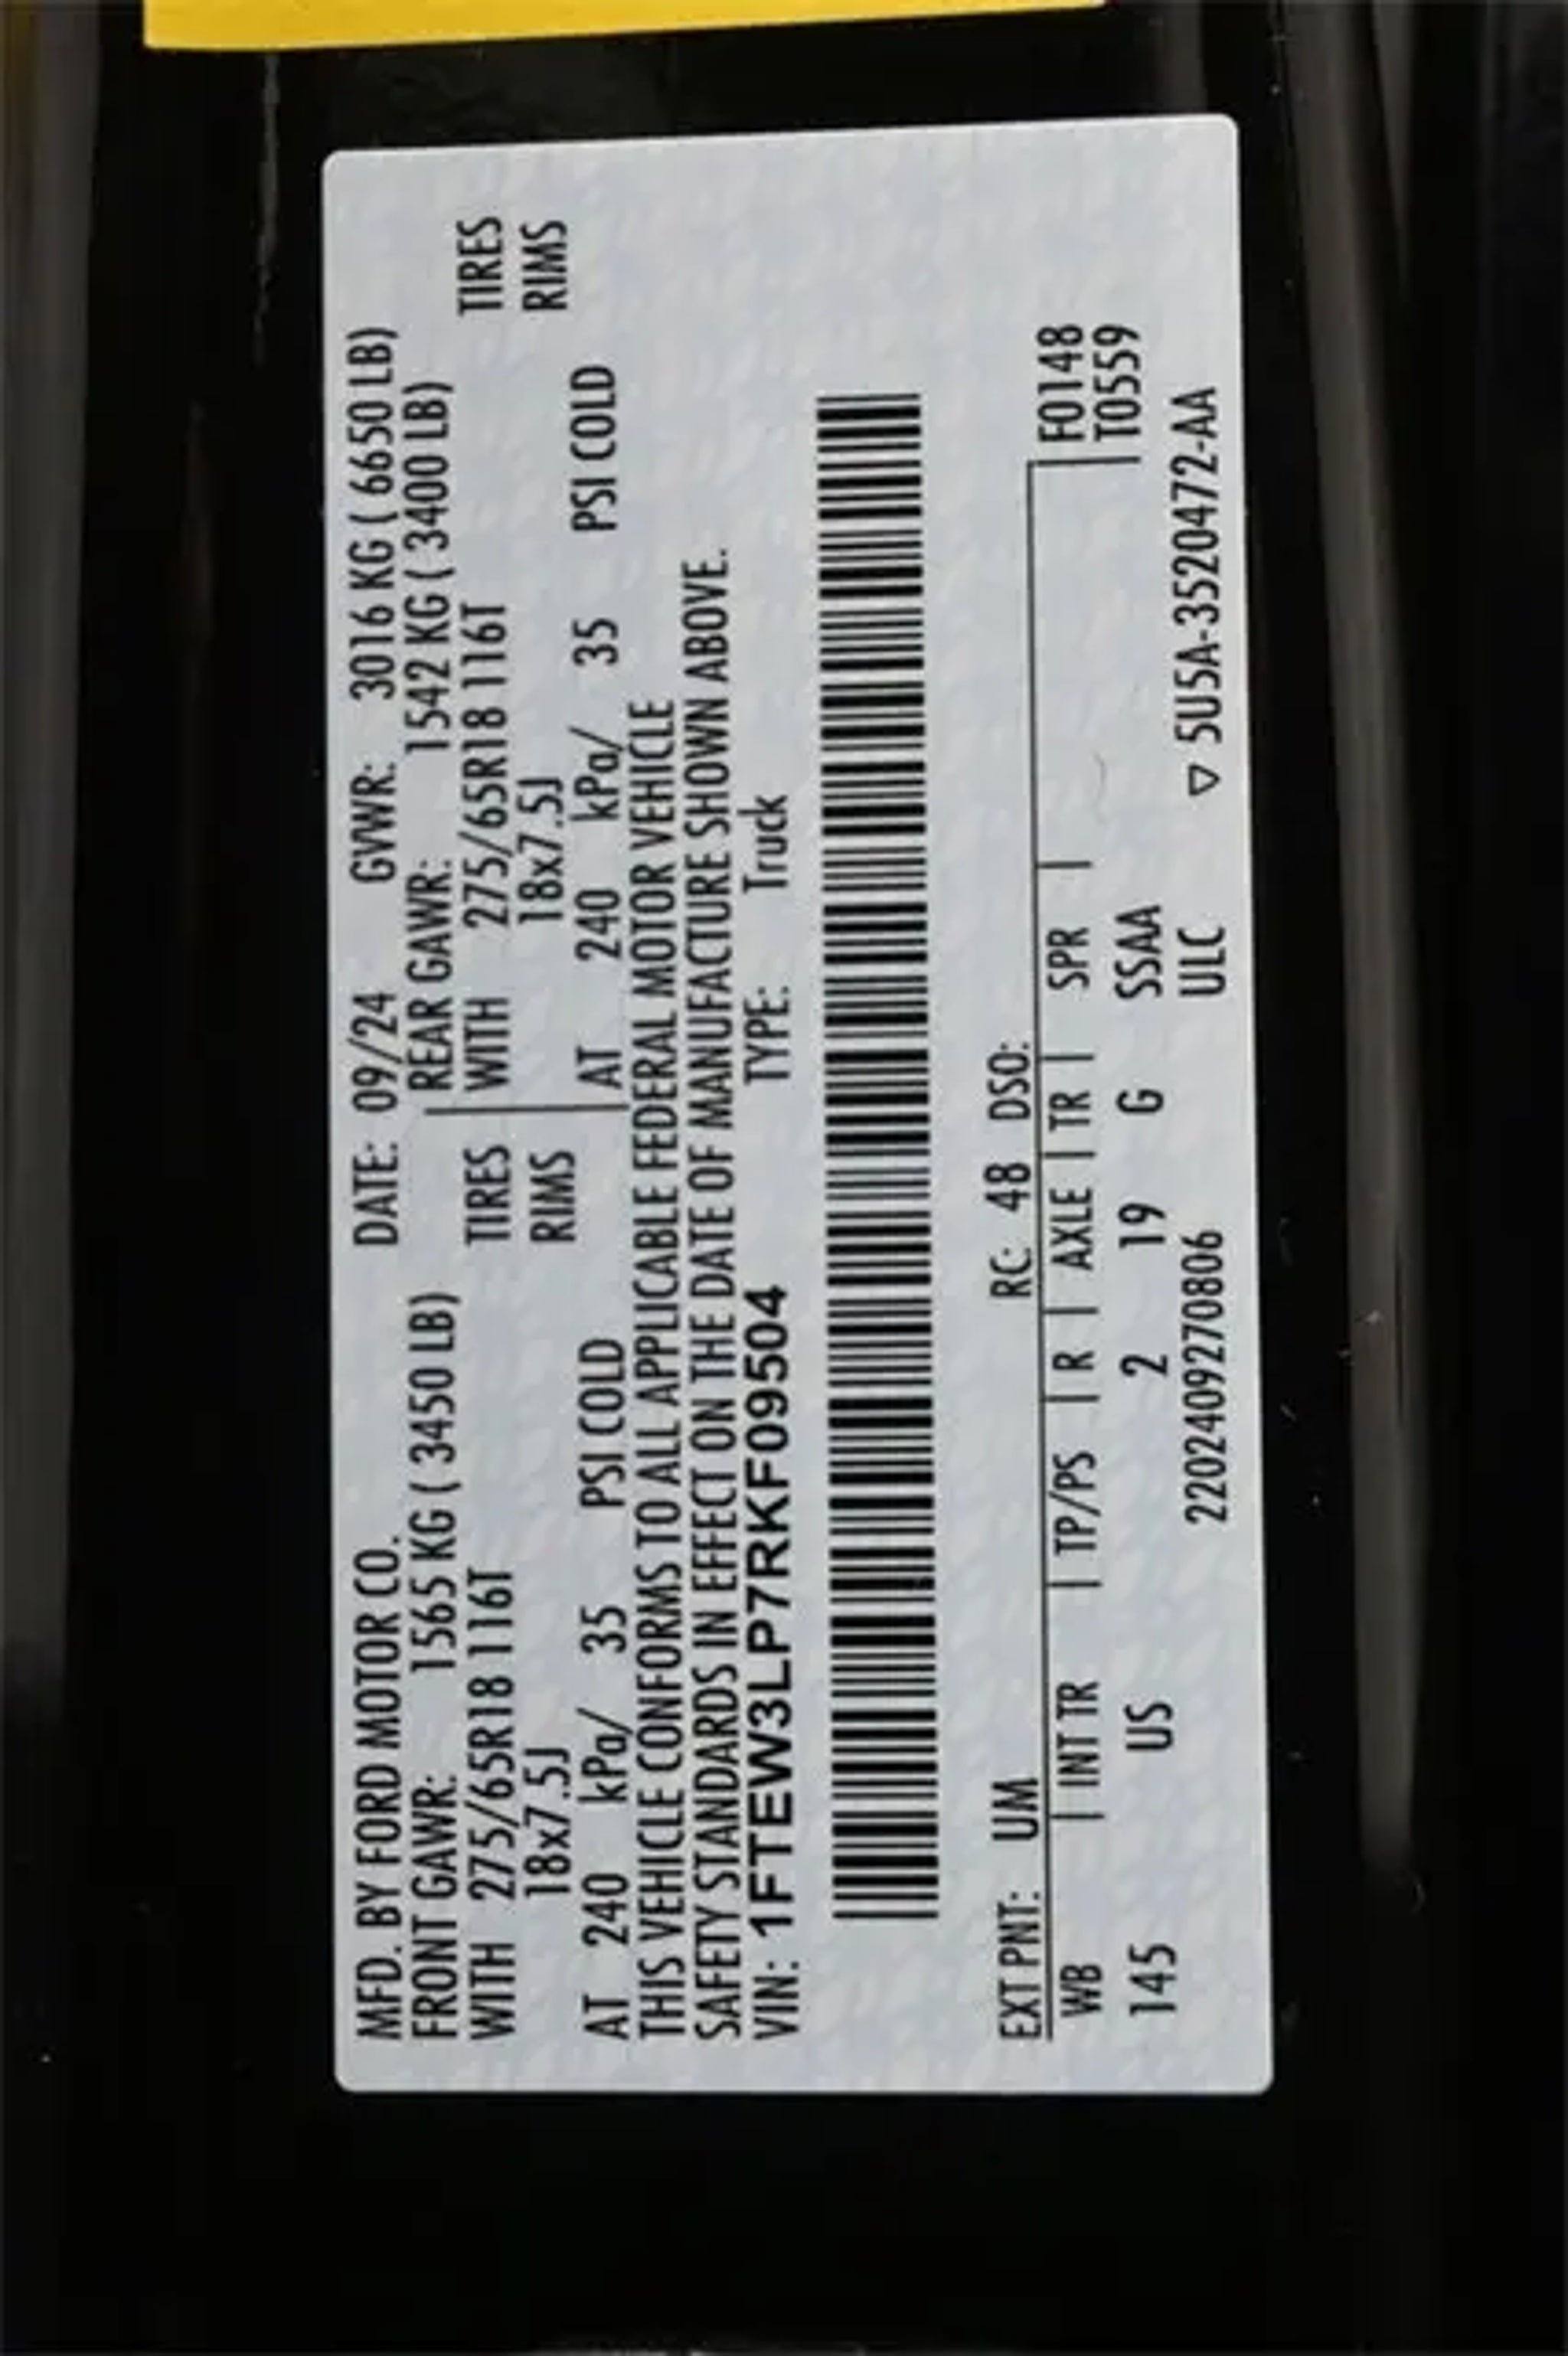 MFD. BY FORD MOTOR CO. DATE: 09/24 GVWR: 3016 KG ( 6650 LB)
FRONT GAWR: 1565 KG ( 3450 LB) REAR GAWR: 1542 KG ( 3400 LB)
WITH 275/65R18 116T TIRES WITH 275/65R18 116T TIRES
18x7.5J RIMS 18x7.5J RIMS
AT 240 kPa/ 35 PSI COLD AT 240 kPa/ 35 PSI COLD
THIS VEHICLE CONFORMS TO ALL APPLICABLE FEDERAL MOTOR VEHICLE
SAFETY STANDARDS IN EFFECT ON THE DATE OF MANUFACTURE SHOWN ABOVE.
VIN: 1FTEW3LP7RKF09504 TYPE: Truck
EXT PNT: UM RC: 48 DSO:
WB | INT TR | TP/PS | R | AXLE | TR | SPR | F0148
T0559
145 US 2 19 G SSAA
2202409270806 ULC ▽ 5U5A-3520472-AA